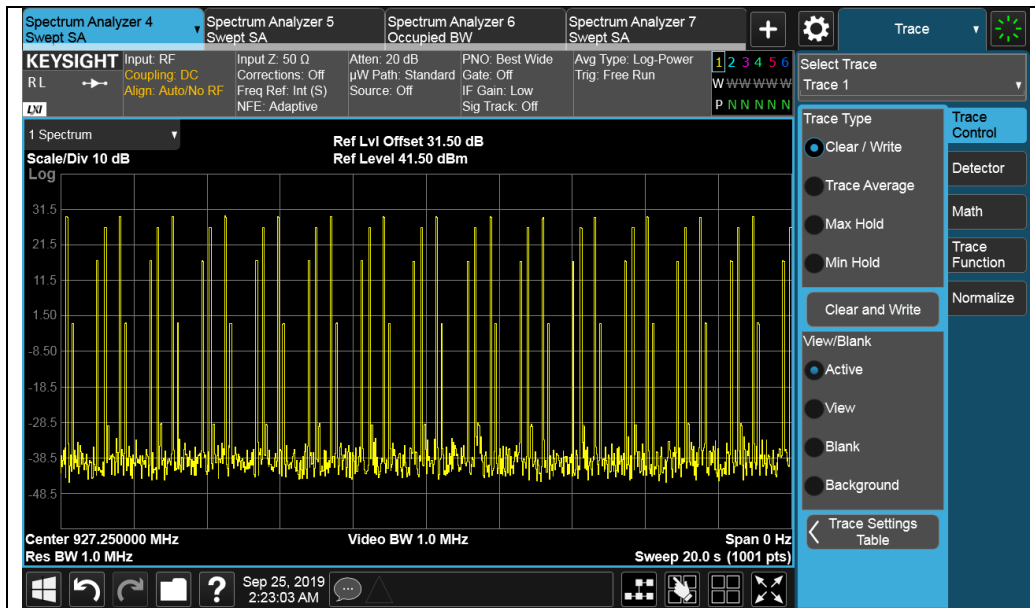 Spectrum Analyzer 4
Swept SA
Spectrum Analyzer 5
Swept SA
Spectrum Analyzer 6
Occupied BW
Spectrum Analyzer 7
Swept SA
+
Trace
KEYSIGHT
RL
LXI
Input: RF
Coupling: DC
Align: Auto/No RF
Input Z: 50 Ω
Corrections: Off
Freq Ref: Int (S)
NFE: Adaptive
Atten: 20 dB
µW Path: Standard
Source: Off
PNO: Best Wide
Gate: Off
IF Gain: Low
Sig Track: Off
Avg Type: Log-Power
Trig: Free Run
1 2 3 4 5 6
W W W W W W
P N N N N N
Select Trace
Trace 1
1 Spectrum
Scale/Div 10 dB
Ref Lvl Offset 31.50 dB
Ref Level 41.50 dBm
Log
31.5
21.5
11.5
1.50
-8.50
-18.5
-28.5
-38.5
-48.5
Center 927.250000 MHz
Res BW 1.0 MHz
Video BW 1.0 MHz
Span 0 Hz
Sweep 20.0 s (1001 pts)
Trace Type
Clear / Write
Trace Average
Max Hold
Min Hold
Clear and Write
View/Blank
Active
View
Blank
Background
Trace Settings
Table
Trace
Control
Detector
Math
Trace
Function
Normalize
?
Sep 25, 2019
2:23:03 AM